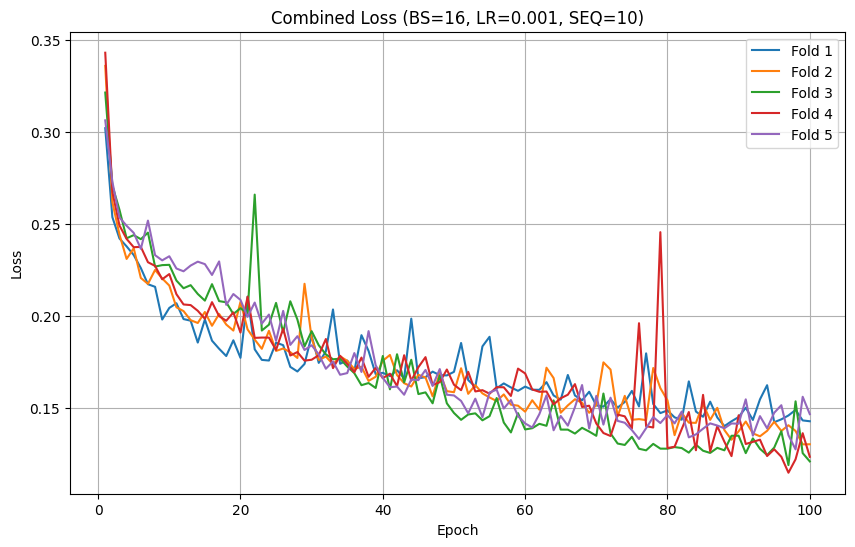 Combined Loss (BS=16, LR=0.001, SEQ=10)
0.35
0.30
0.25
0.20
0.15
Loss
0 20 40 60 80 100
Epoch
Fold 1
Fold 2
Fold 3
Fold 4
Fold 5